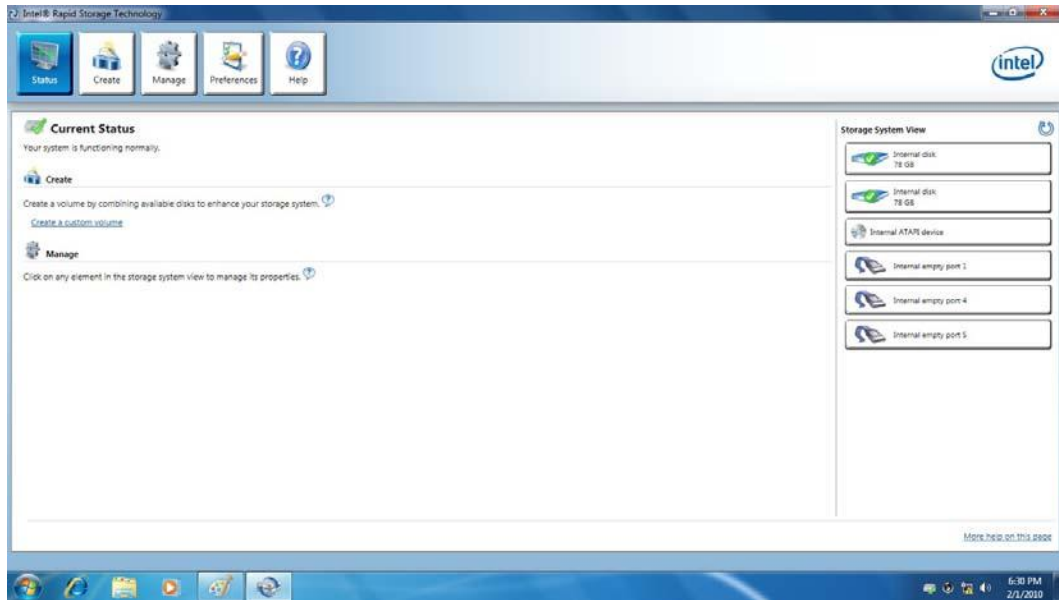 Intel® Rapid Storage Technology
Status
Create
Manage
Preferences
Help
intel
Current Status
Your system is functioning normally.
Create
Create a volume by combining available disks to enhance your storage system.
Create a custom volume
Manage
Click on any element in the storage system view to manage its properties.
Storage System View
Internal disk
78 GB
Internal disk
78 GB
Internal ATAPI device
Internal empty port 1
Internal empty port 4
Internal empty port 5
More help on this page
6:30 PM
2/1/2010